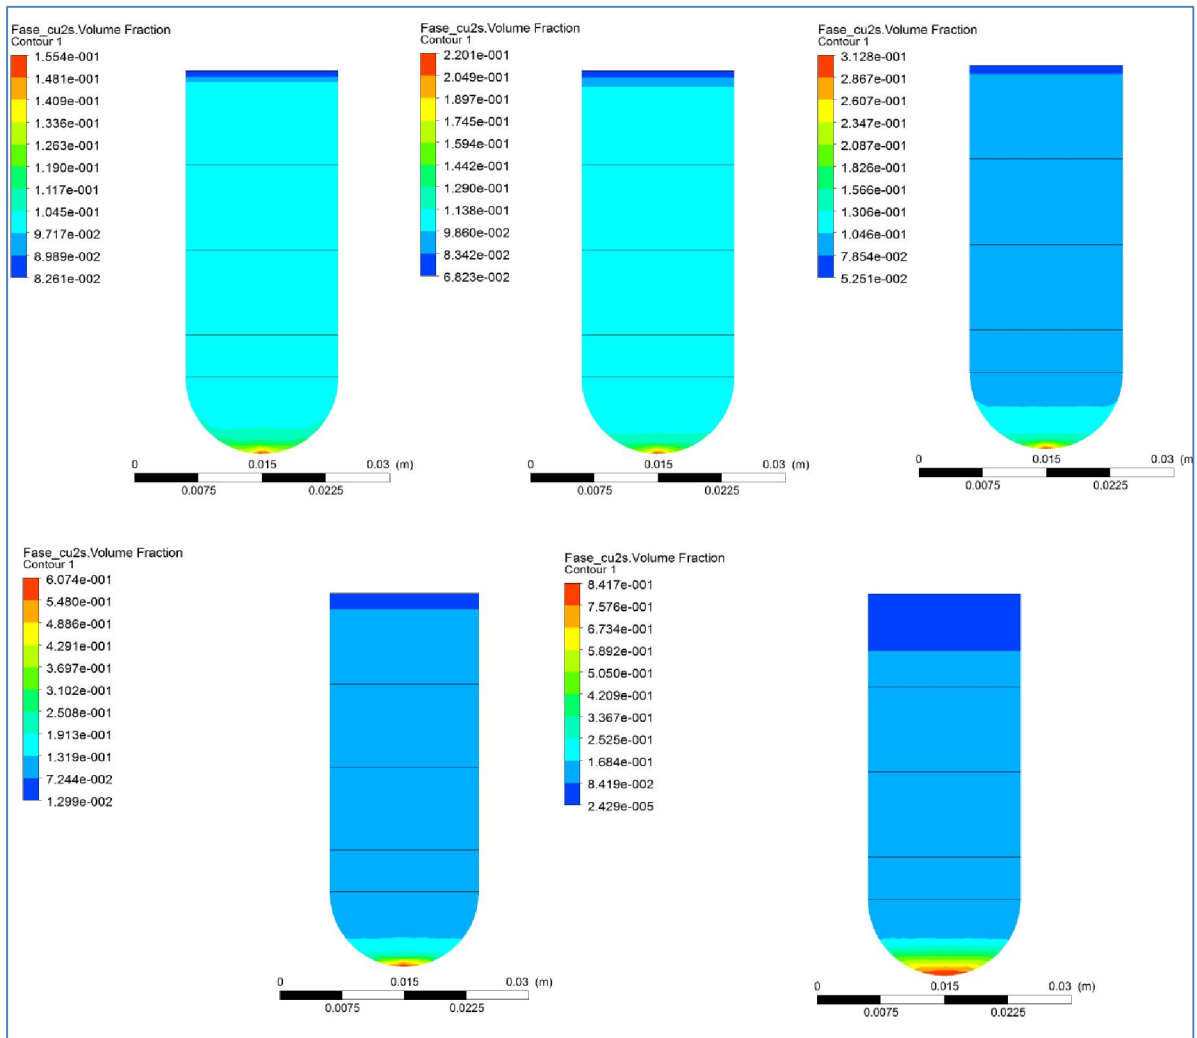 Fase_cu2s.Volume Fraction
Contour 1
1.554e-001
1.481e-001
1.409e-001
1.336e-001
1.263e-001
1.190e-001
1.117e-001
1.045e-001
9.717e-002
8.989e-002
8.261e-002
0 0.015 0.03 (m)
0.0075 0.0225
Fase_cu2s.Volume Fraction
Contour 1
2.201e-001
2.049e-001
1.897e-001
1.745e-001
1.594e-001
1.442e-001
1.290e-001
1.138e-001
9.860e-002
8.342e-002
6.823e-002
0 0.015 0.03 (m)
0.0075 0.0225
Fase_cu2s.Volume Fraction
Contour 1
3.128e-001
2.867e-001
2.607e-001
2.347e-001
2.087e-001
1.826e-001
1.566e-001
1.306e-001
1.046e-001
7.854e-002
5.251e-002
0 0.015 0.03 (m
0.0075 0.0225
Fase_cu2s.Volume Fraction
Contour 1
6.074e-001
5.480e-001
4.886e-001
4.291e-001
3.697e-001
3.102e-001
2.508e-001
1.913e-001
1.319e-001
7.244e-002
1.299e-002
0 0.015 0.03 (m)
0.0075 0.0225
Fase_cu2s.Volume Fraction
Contour 1
8.417e-001
7.576e-001
6.734e-001
5.892e-001
5.050e-001
4.209e-001
3.367e-001
2.525e-001
1.684e-001
8.419e-002
2.429e-005
0 0.015 0.03 (m)
0.0075 0.0225